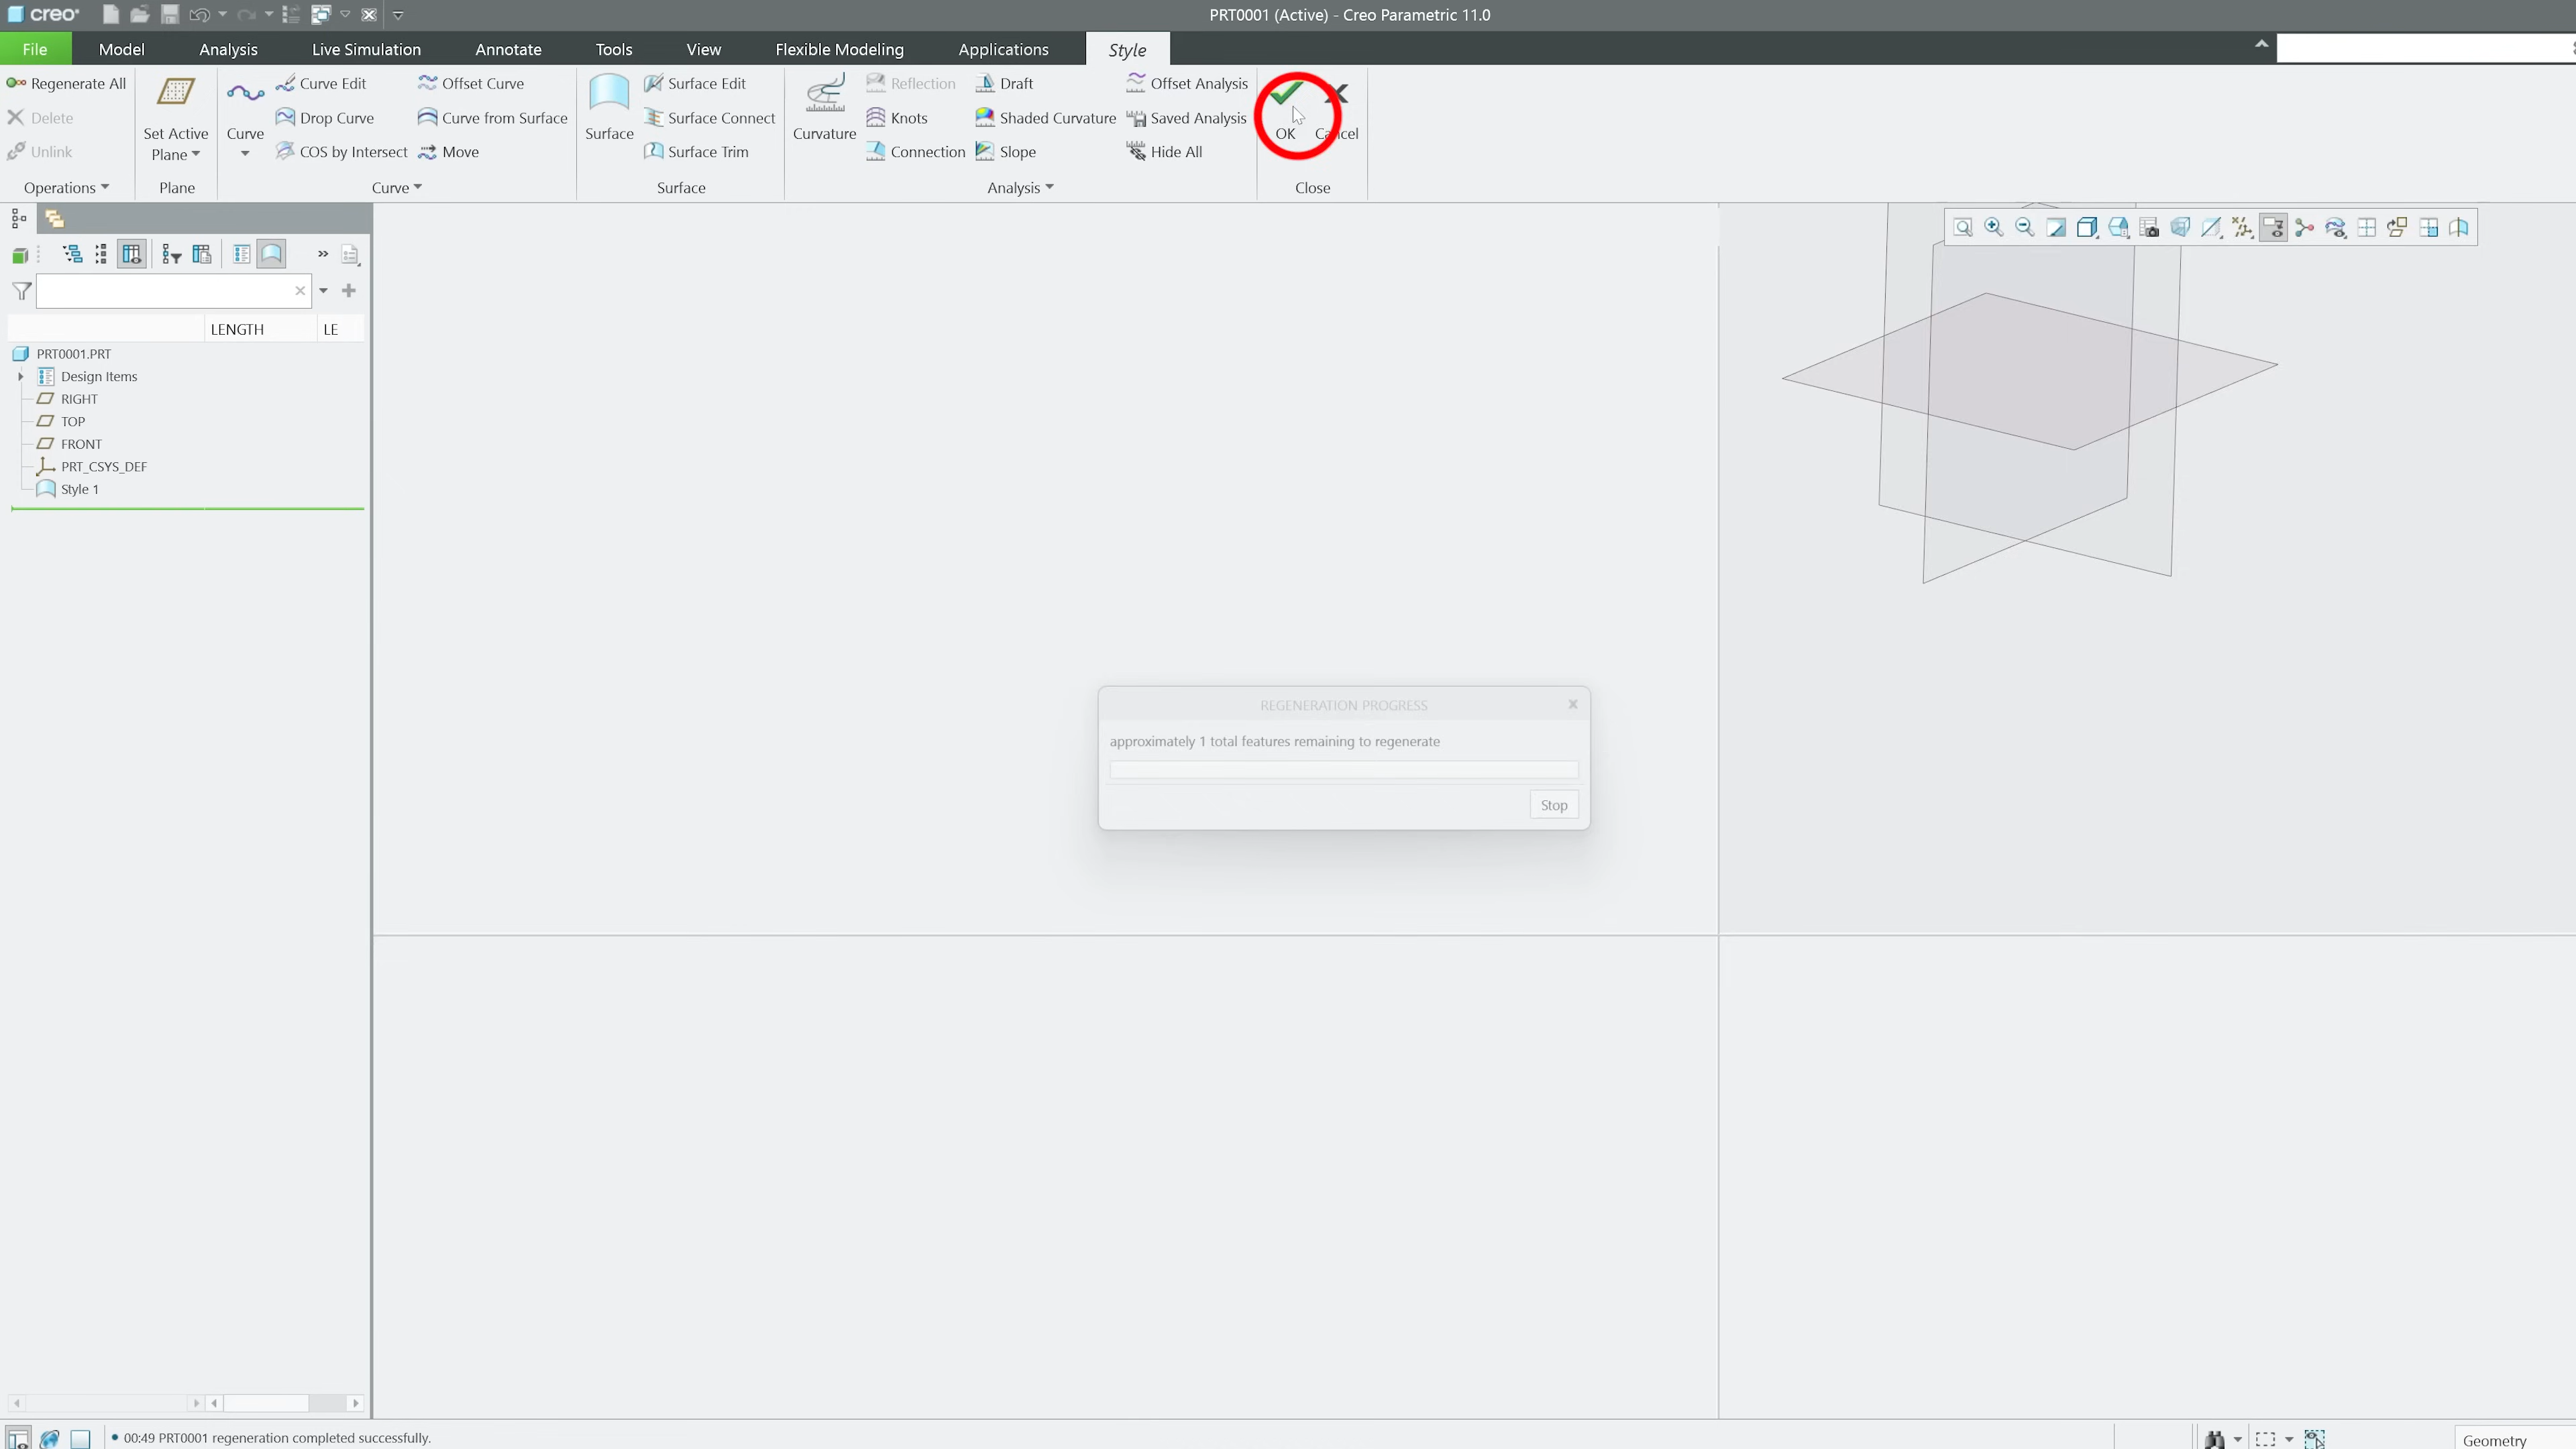 creo
PRT0001 (Active) - Creo Parametric 11.0
File Model Analysis Live Simulation Annotate Tools View Flexible Modeling Applications Style
Regenerate All
Delete
Unlink
Operations
Set Active
Plane
Plane
Curve
Curve Edit
Drop Curve
COS by Intersect
Offset Curve
Curve from Surface
Move
Curve
Surface
Surface Edit
Surface Connect
Surface Trim
Surface
Curvature
Reflection
Knots
Connection
Draft
Shaded Curvature
Slope
Offset Analysis
Saved Analysis
Hide All
Analysis
OK
Cancel
Close
LENGTH LE
PRT0001.PRT
Design Items
RIGHT
TOP
FRONT
PRT_CSYS_DEF
Style 1
REGENERATION PROGRESS
approximately 1 total features remaining to regenerate
Stop
• 00:49 PRT0001 regeneration completed successfully.
Geometry